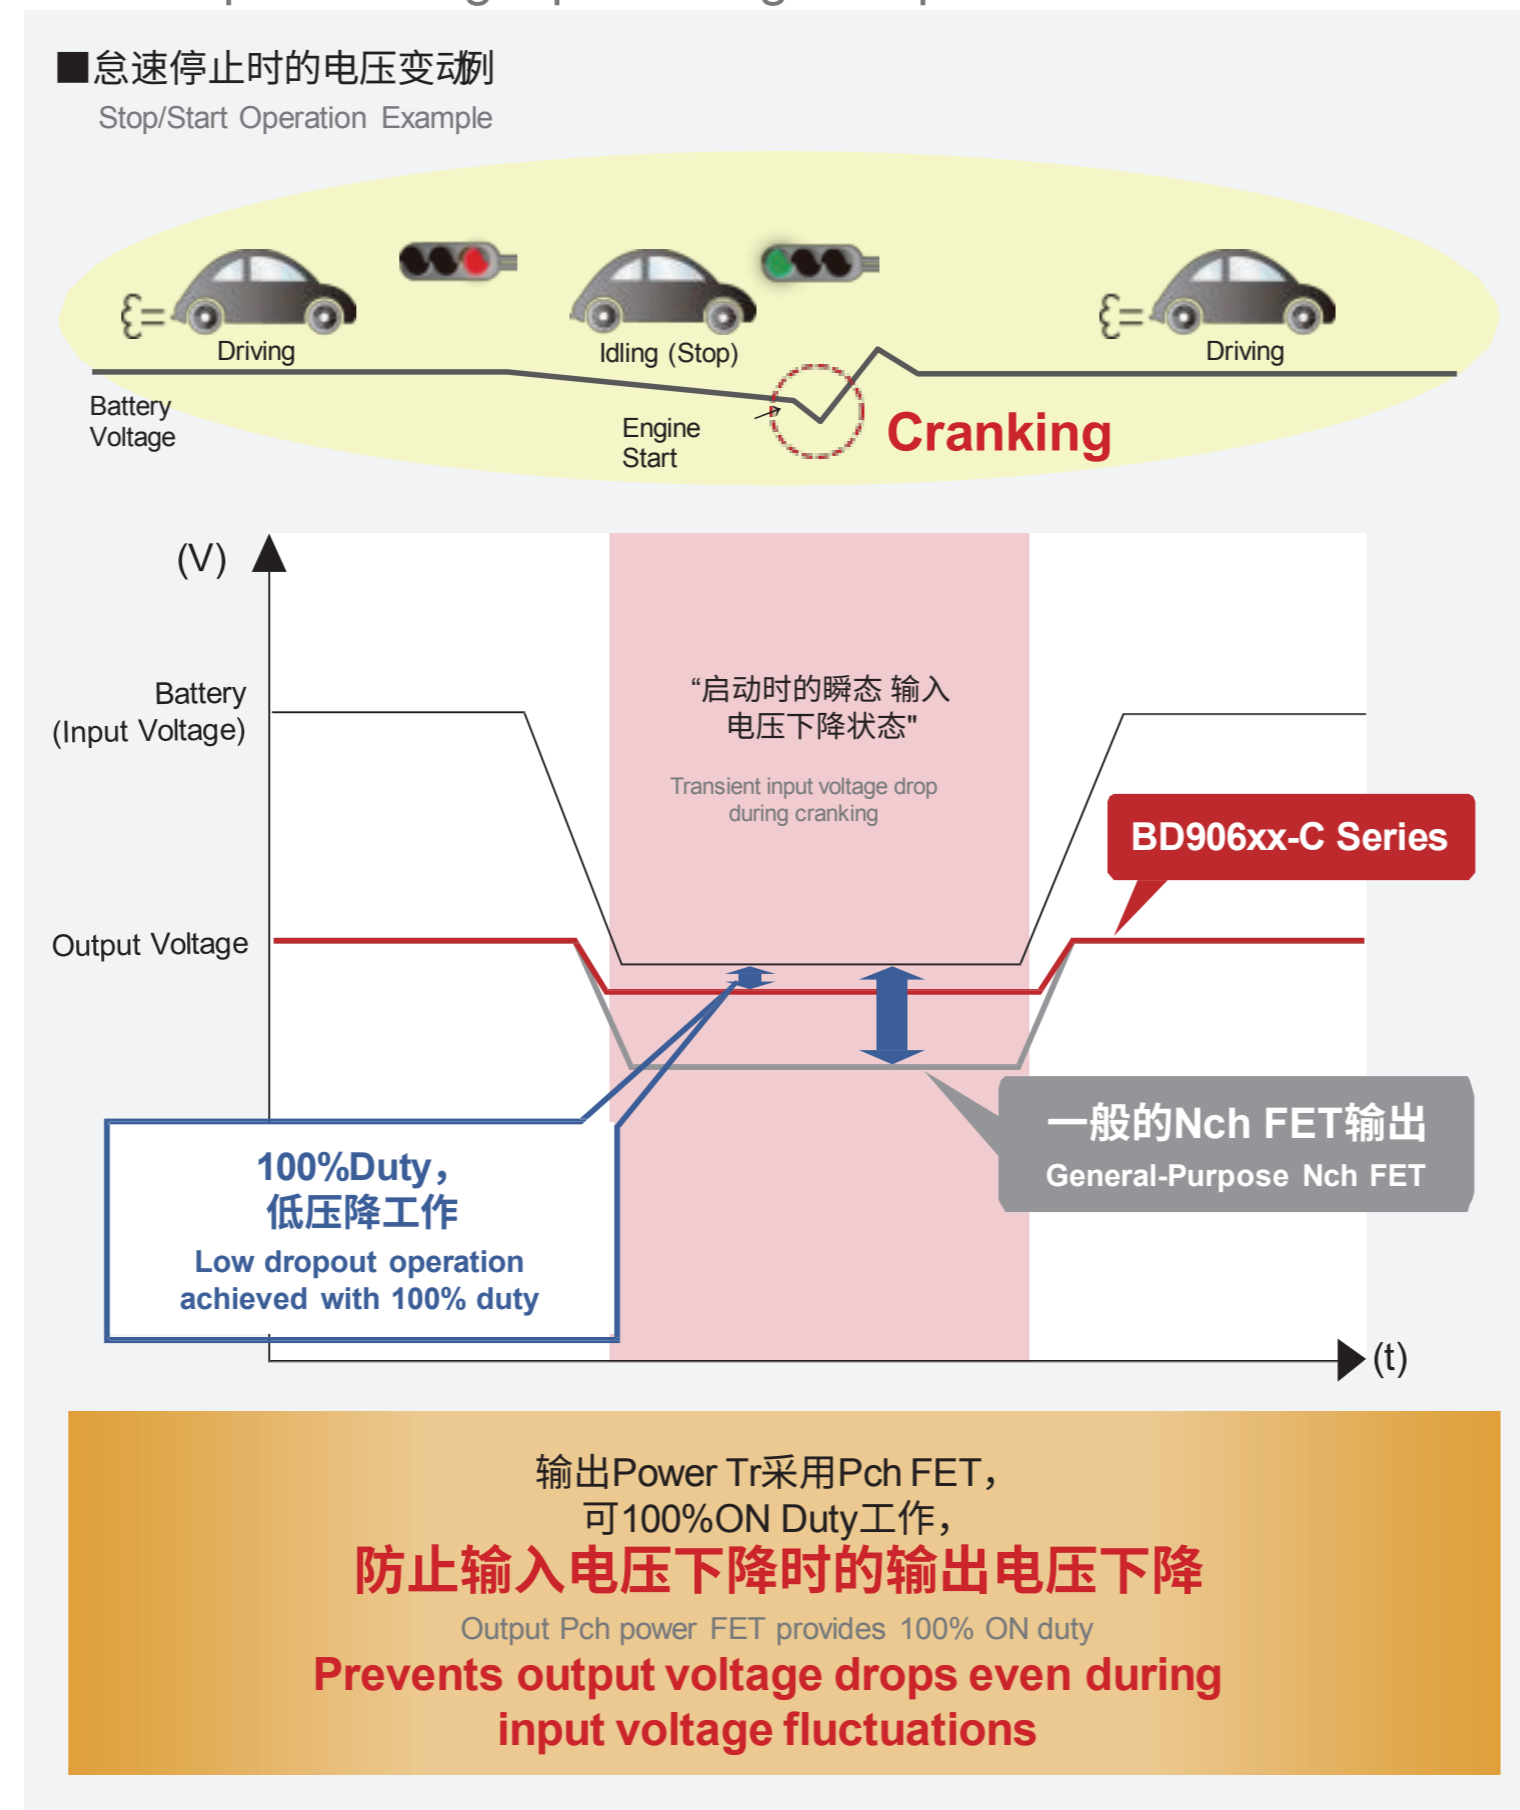 ■怠速停止时的电压变动例
Stop/Start Operation Example
Driving
Idling (Stop)
Driving
Battery
Voltage
Engine
Start
Cranking
(V)
Battery
(Input Voltage)
“启动时的瞬态 输入
电压下降状态"
Transient input voltage drop
during cranking
BD906xx-C Series
Output Voltage
一般的Nch FET输出
General-Purpose Nch FET
100%Duty，
低压降工作
Low dropout operation
achieved with 100% duty
(t)
输出Power Tr采用Pch FET，
可100%ON Duty工作，
防止输入电压下降时的输出电压下降
Output Pch power FET provides 100% ON duty
Prevents output voltage drops even during
input voltage fluctuations